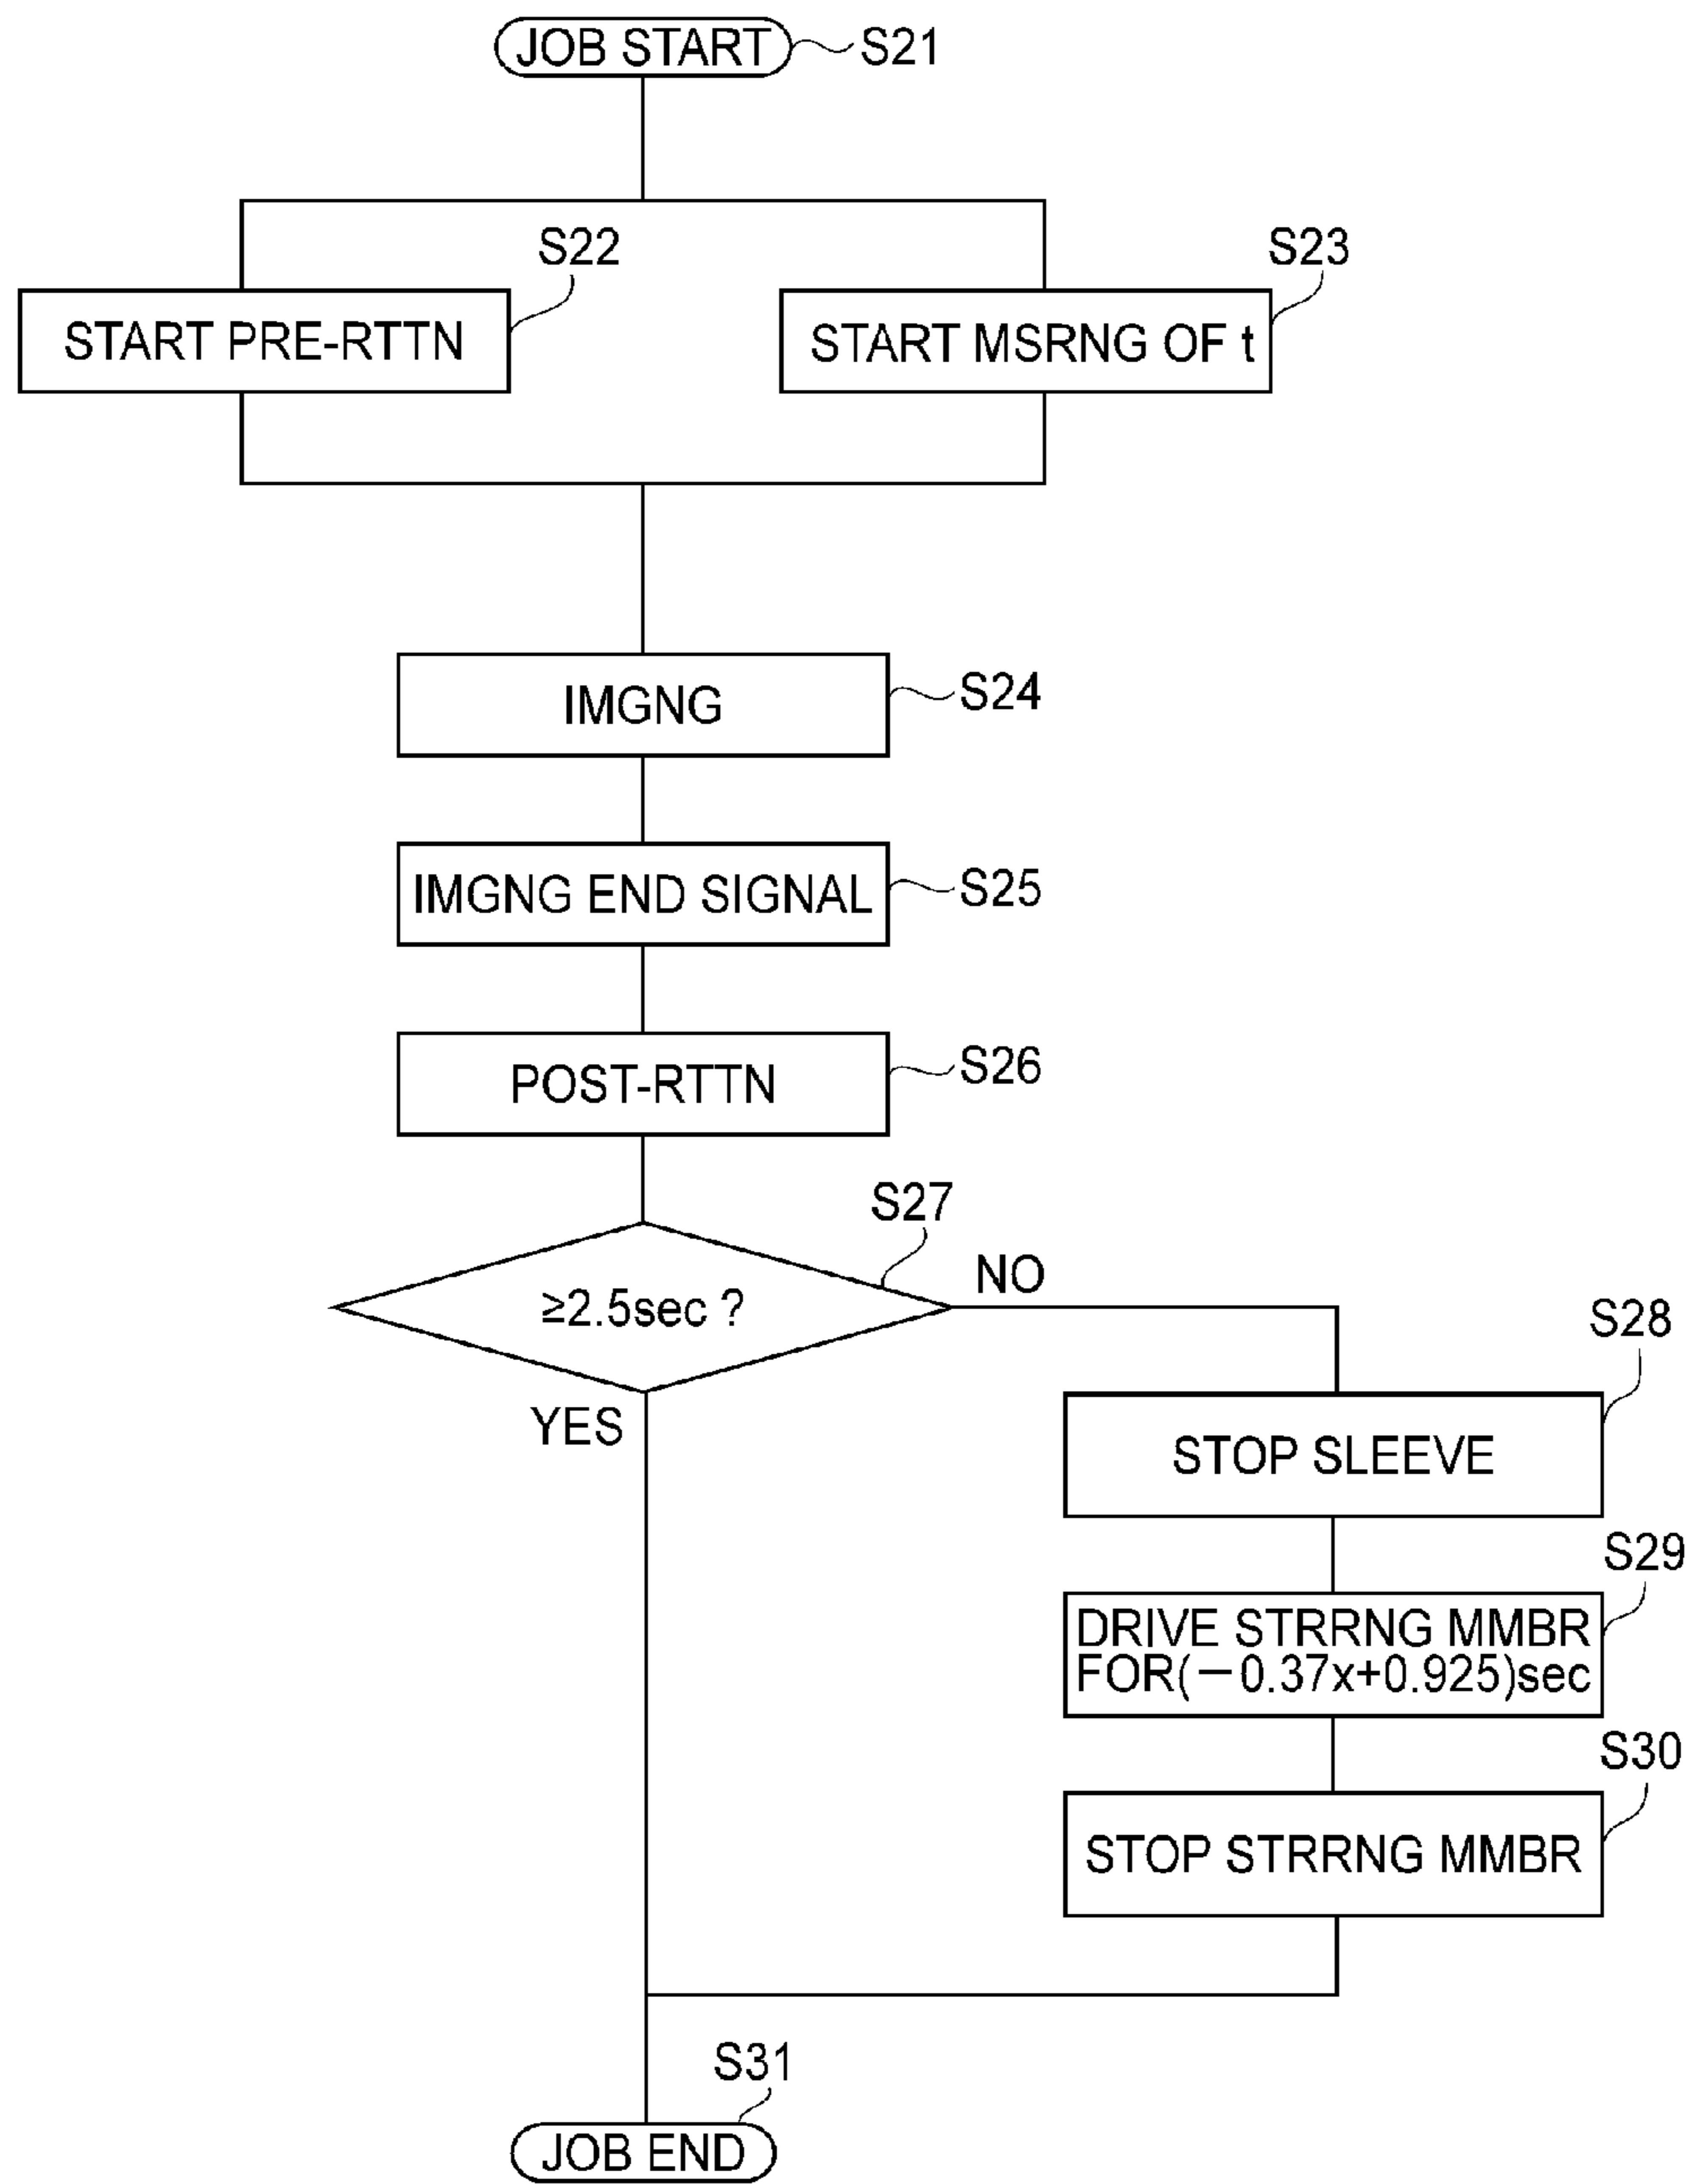 JOB START
S21
S22
S23
START PRE-RTTN
START MSRNG OF t
IMGNG
S24
IMGNG END SIGNAL
S25
POST-RTTN
S26
S27
≥2.5sec ?
NO
YES
S28
STOP SLEEVE
S29
DRIVE STRRNG MMBR
FOR(−0.37x+0.925)sec
S30
STOP STRRNG MMBR
S31
JOB END